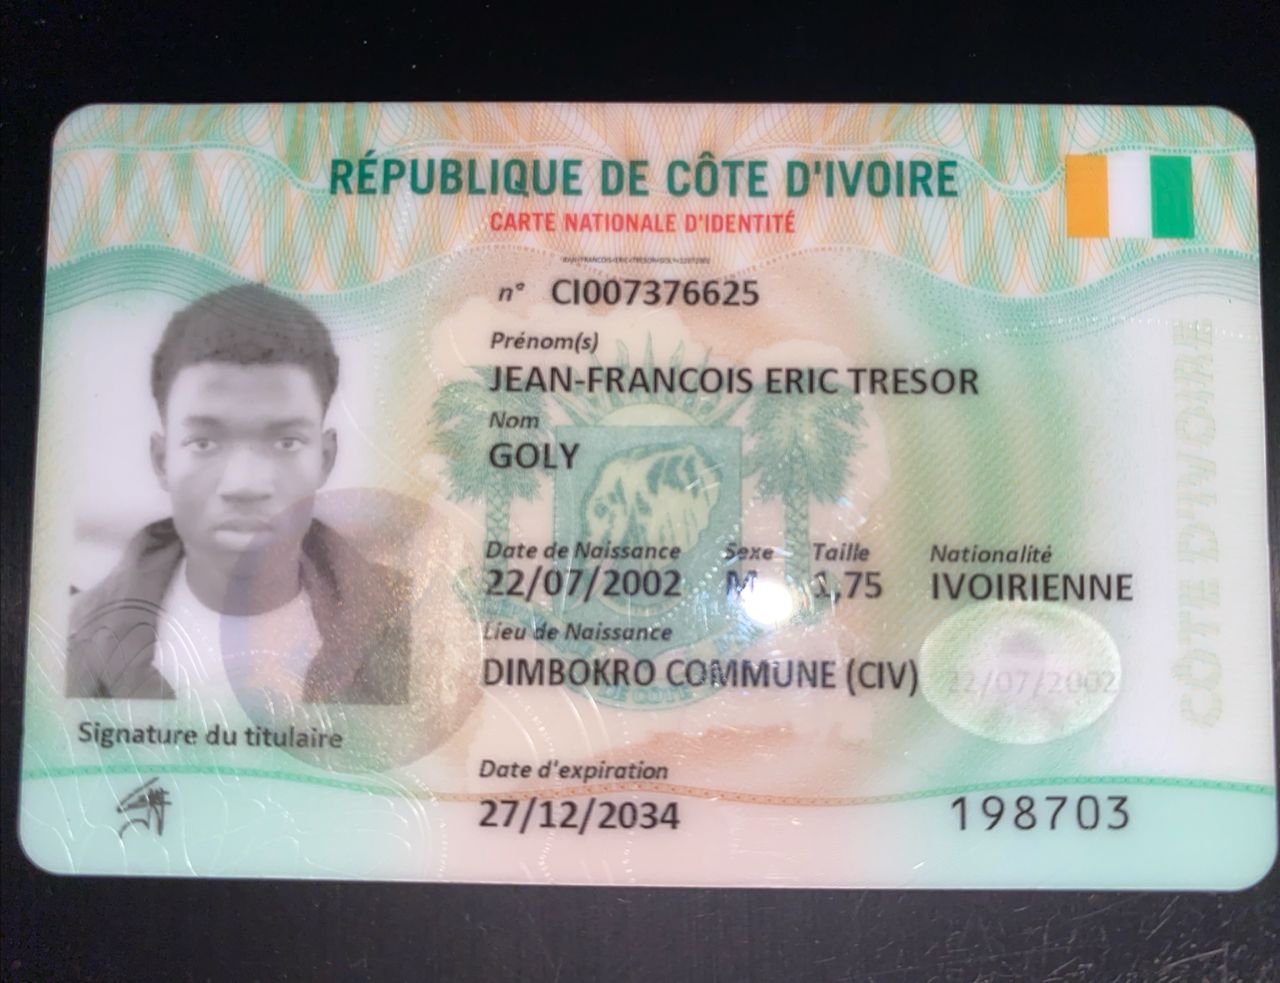 RÉPUBLIQUE DE CÔTE D'IVOIRE
CARTE NATIONALE D'IDENTITÉ
n° CI007376625
Prénom(s)
JEAN-FRANCOIS ERIC TRESOR
Nom
GOLY
Date de Naissance Sexe Taille Nationalité
22/07/2002 M 1,75 IVOIRIENNE
Lieu de Naissance
DIMBOKRO COMMUNE (CIV)
22/07/2002
Signature du titulaire
Date d'expiration
27/12/2034
198703
CÔTE D'IVOIRE